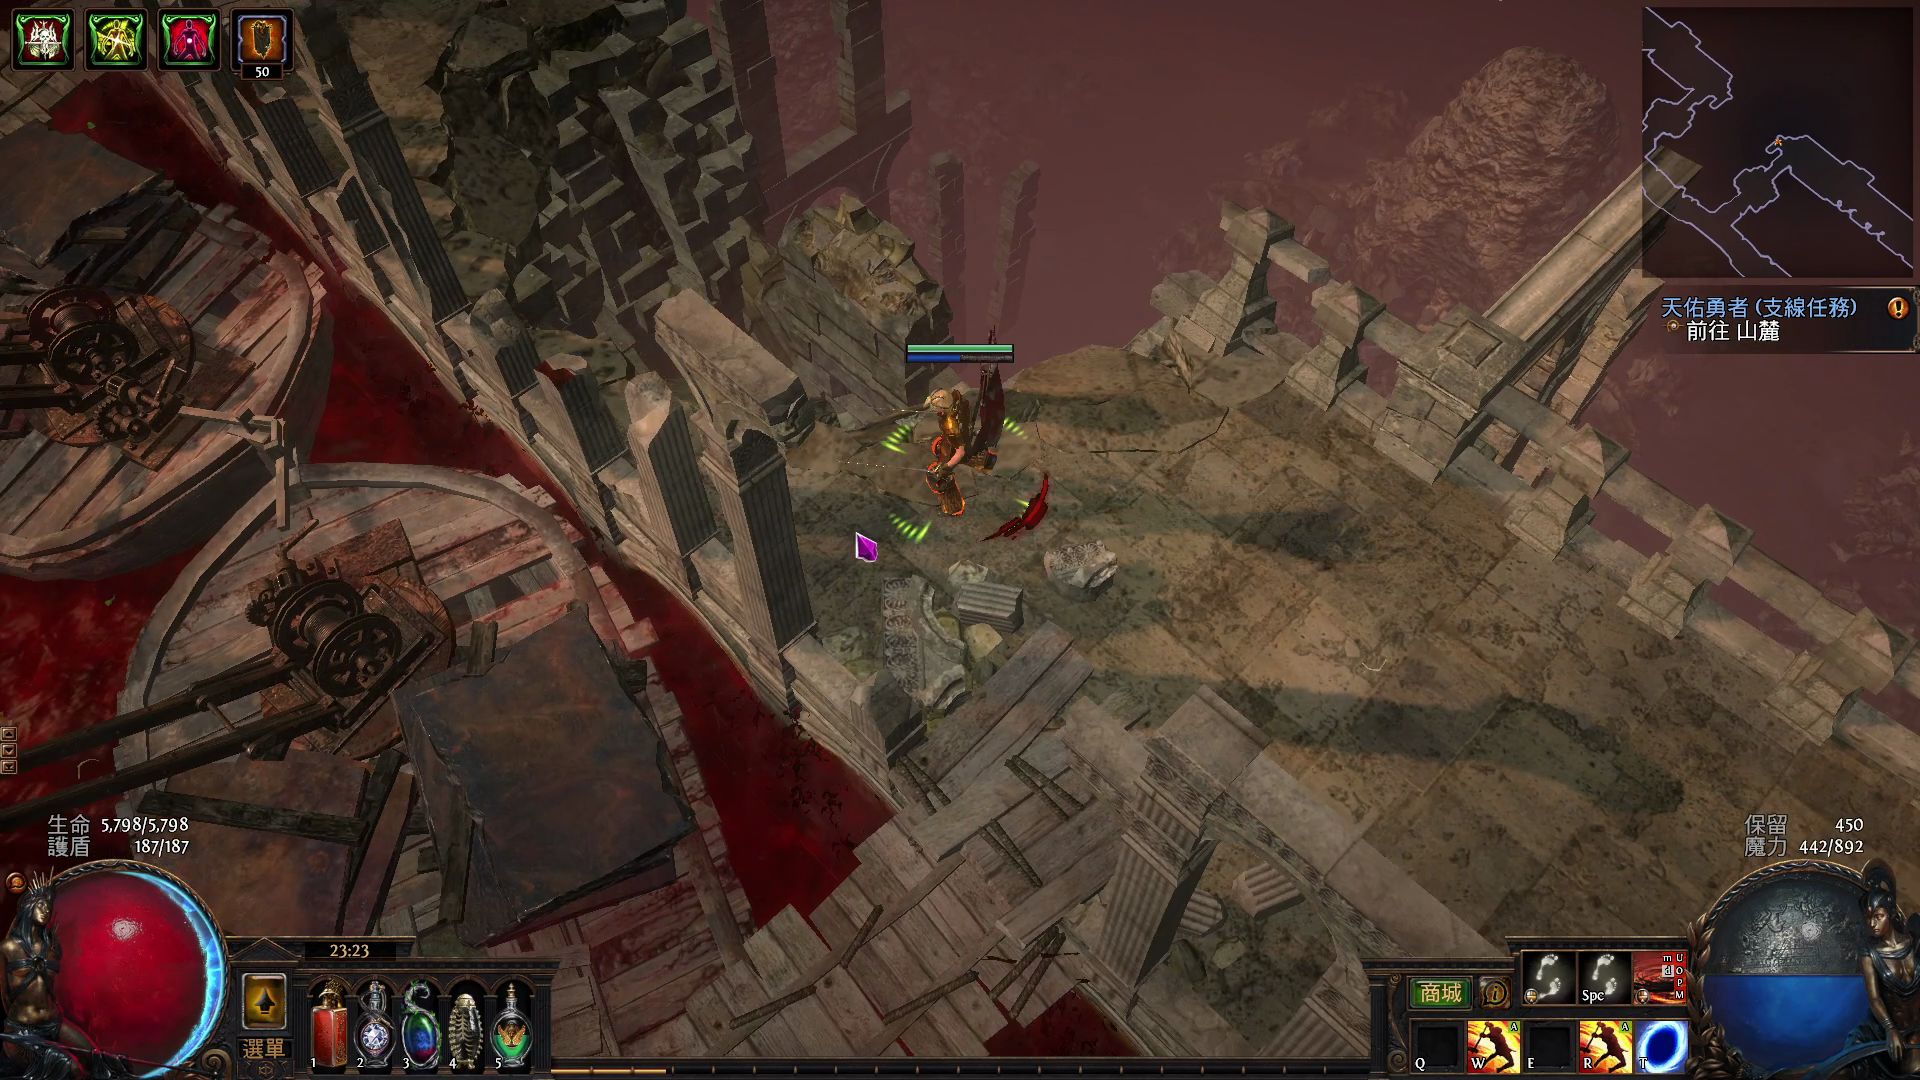 50
天佑勇者 (支線任務)
前往 山麓
生命 5,798/5,798
護盾 187/187
保留 450
魔力 442/892
23:23
選單
1
2
3
4
5
商城
Spc
Q
W
A
E
R
A
T